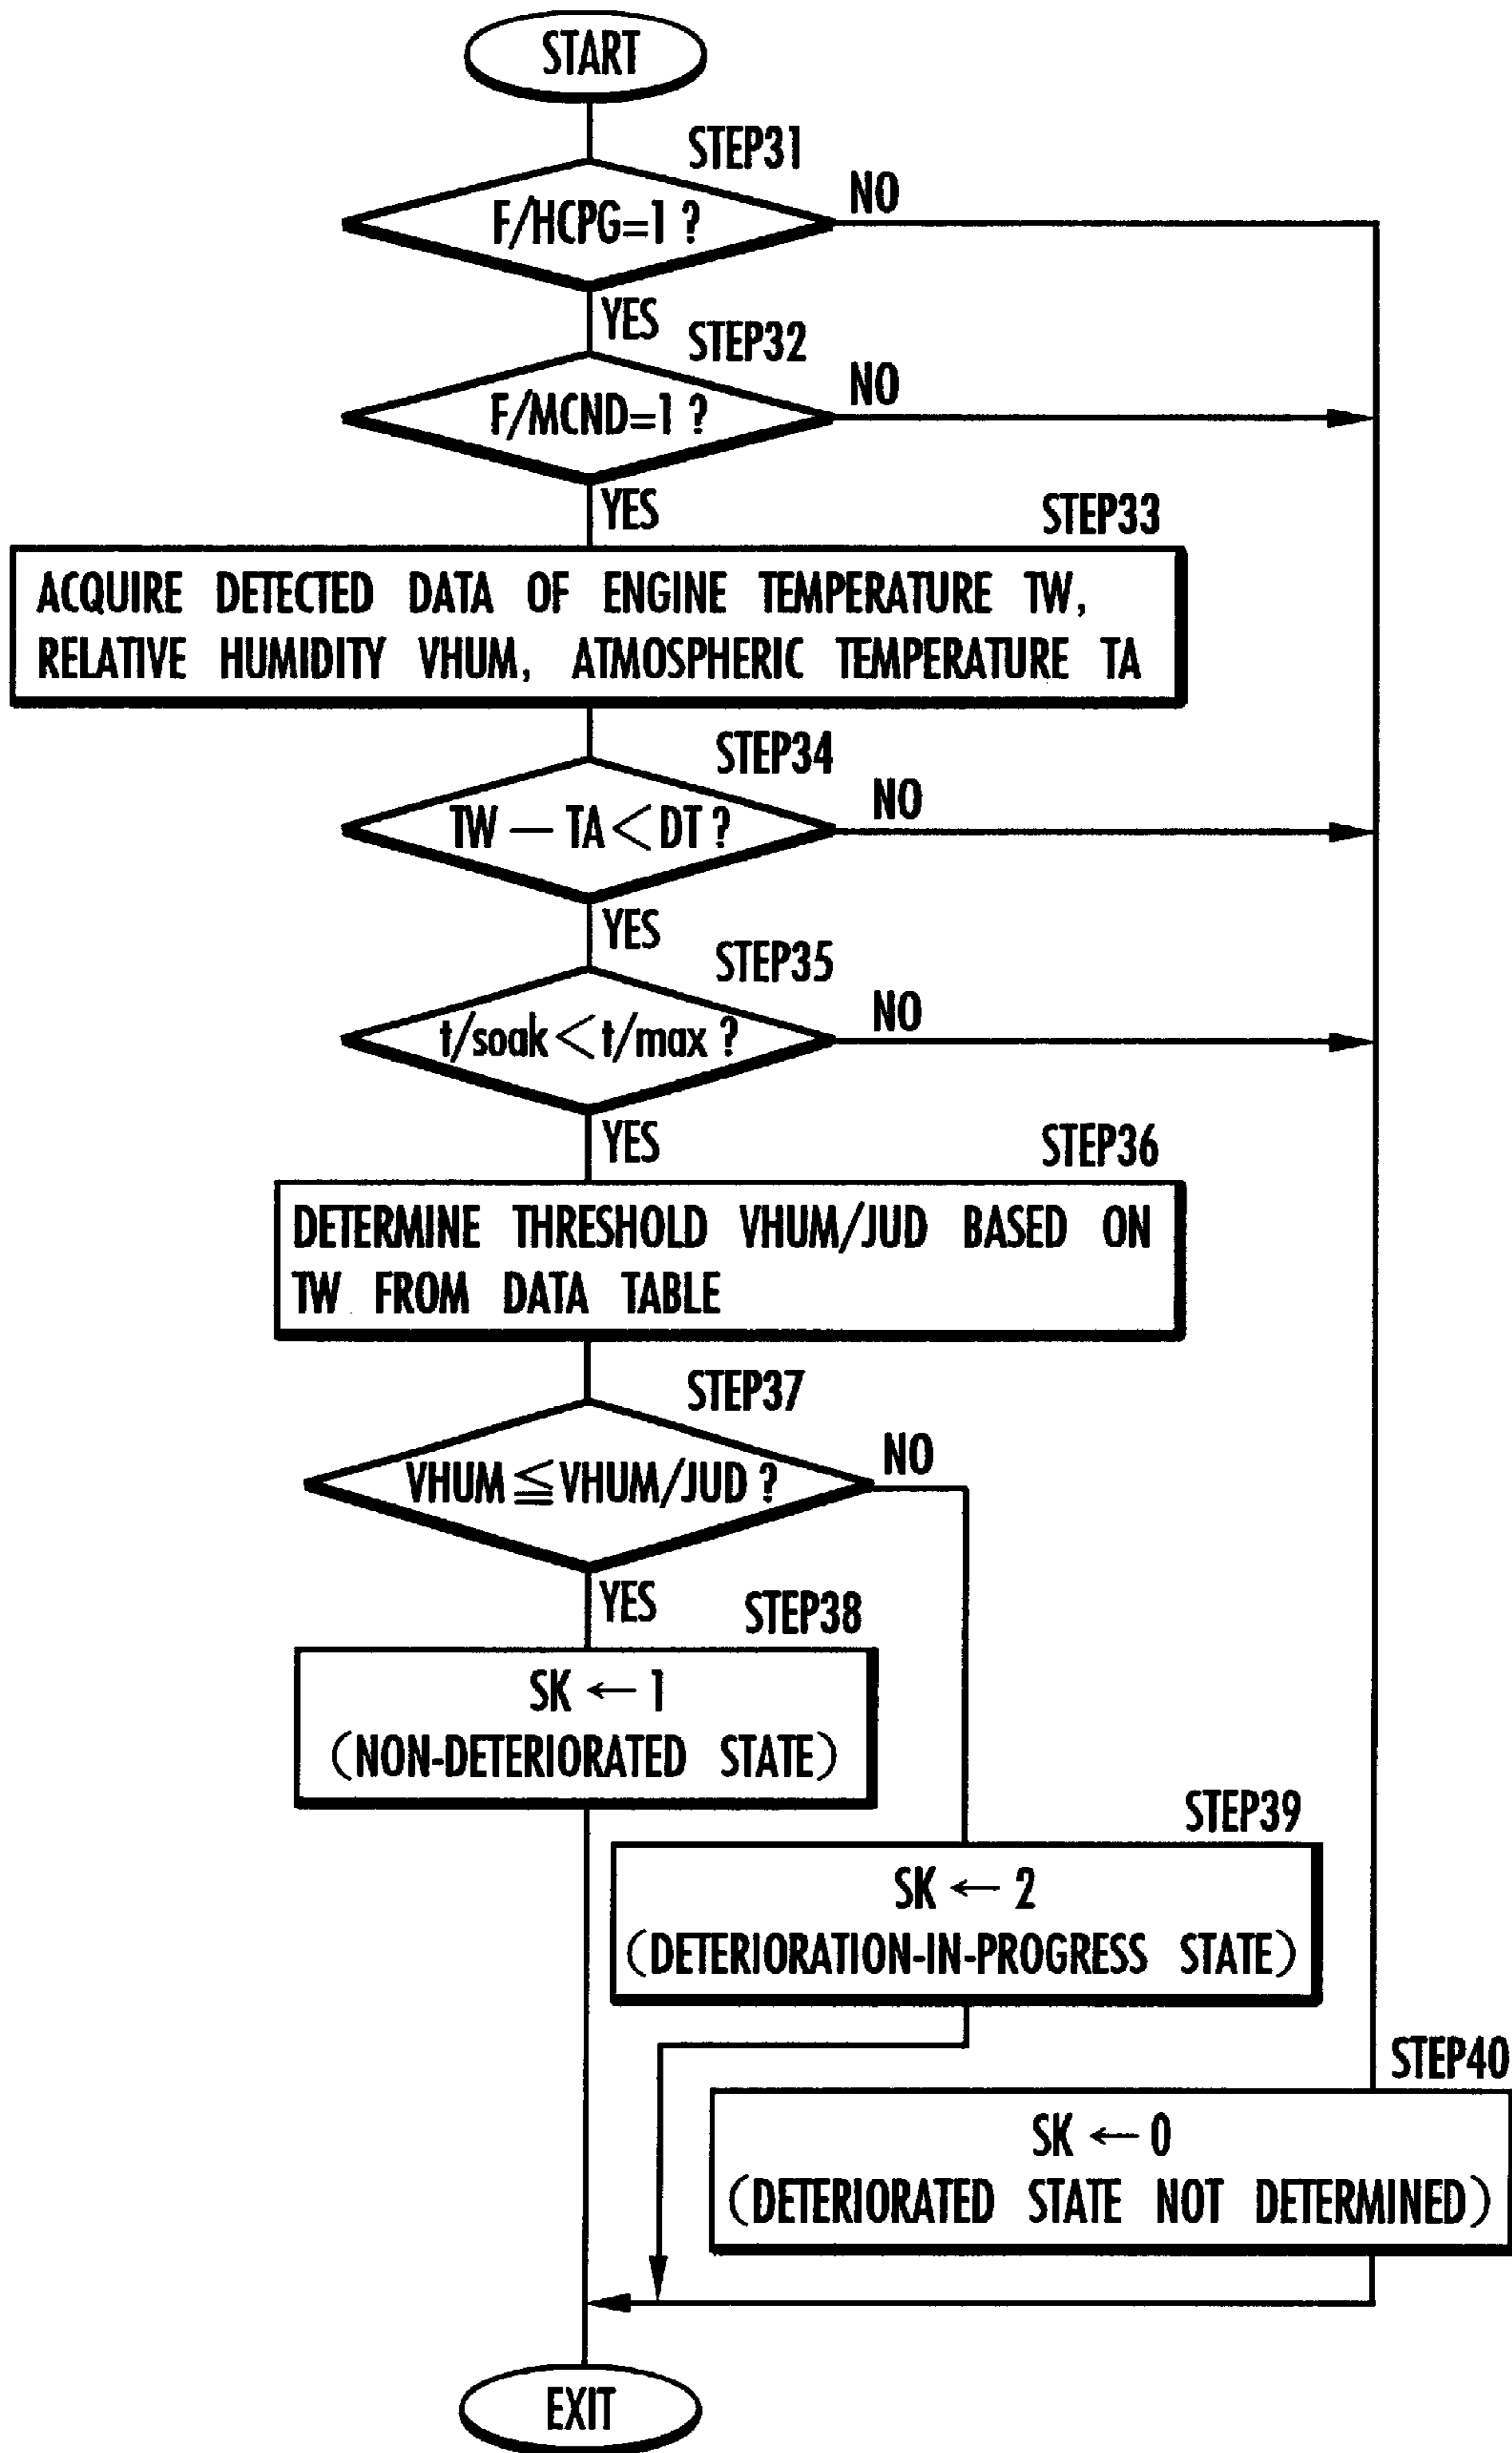 START
STEP31
F/HCPG=1 ?
NO
YES
STEP32
F/MCND=1 ?
NO
YES
STEP33
ACQUIRE DETECTED DATA OF ENGINE TEMPERATURE TW,
RELATIVE HUMIDITY VHUM, ATMOSPHERIC TEMPERATURE TA
STEP34
TW — TA < DT ?
NO
YES
STEP35
t/soak < t/max ?
NO
YES
STEP36
DETERMINE THRESHOLD VHUM/JUD BASED ON
TW FROM DATA TABLE
STEP37
VHUM ≦ VHUM/JUD ?
NO
YES
STEP38
SK ← 1
(NON-DETERIORATED STATE)
STEP39
SK ← 2
(DETERIORATION-IN-PROGRESS STATE)
STEP40
SK ← 0
(DETERIORATED STATE NOT DETERMINED)
EXIT